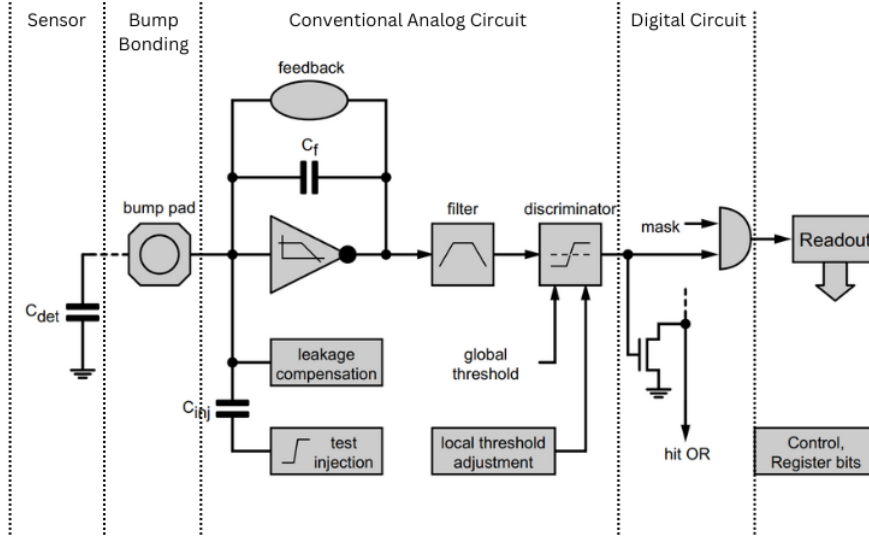 Sensor
Bump
Bonding
Conventional Analog Circuit
Digital Circuit
feedback
Cf
bump pad
filter
discriminator
mask
Readout
Cdet
leakage
compensation
global
threshold
Cinj
test
injection
local threshold
adjustment
hit OR
Control,
Register bits